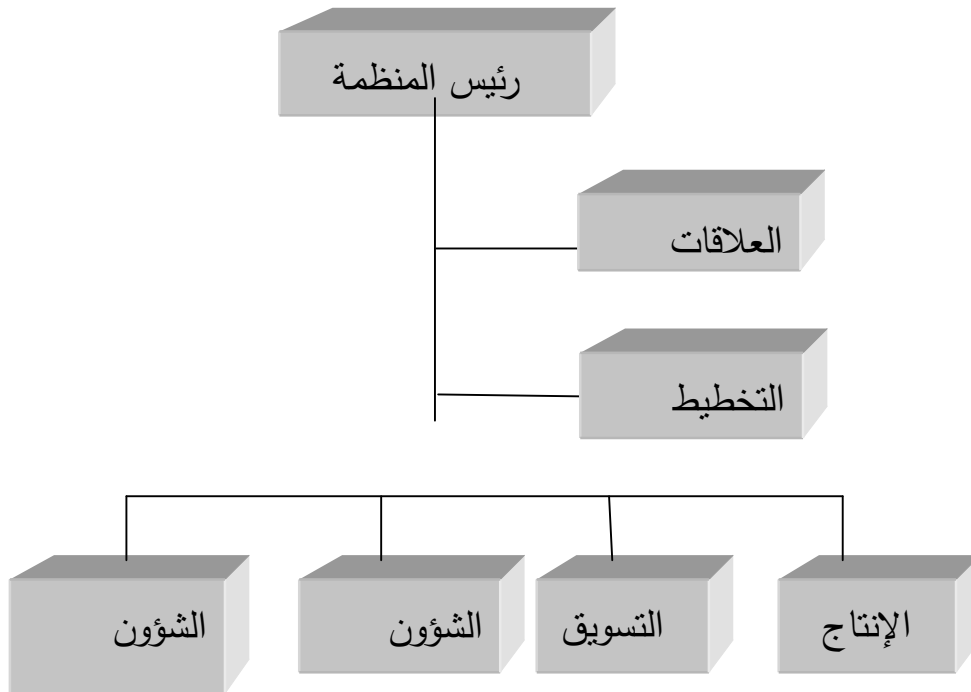 رئيس المنظمة
العلاقات
التخطيط
الإنتاج
التسويق
الشؤون
الشؤون